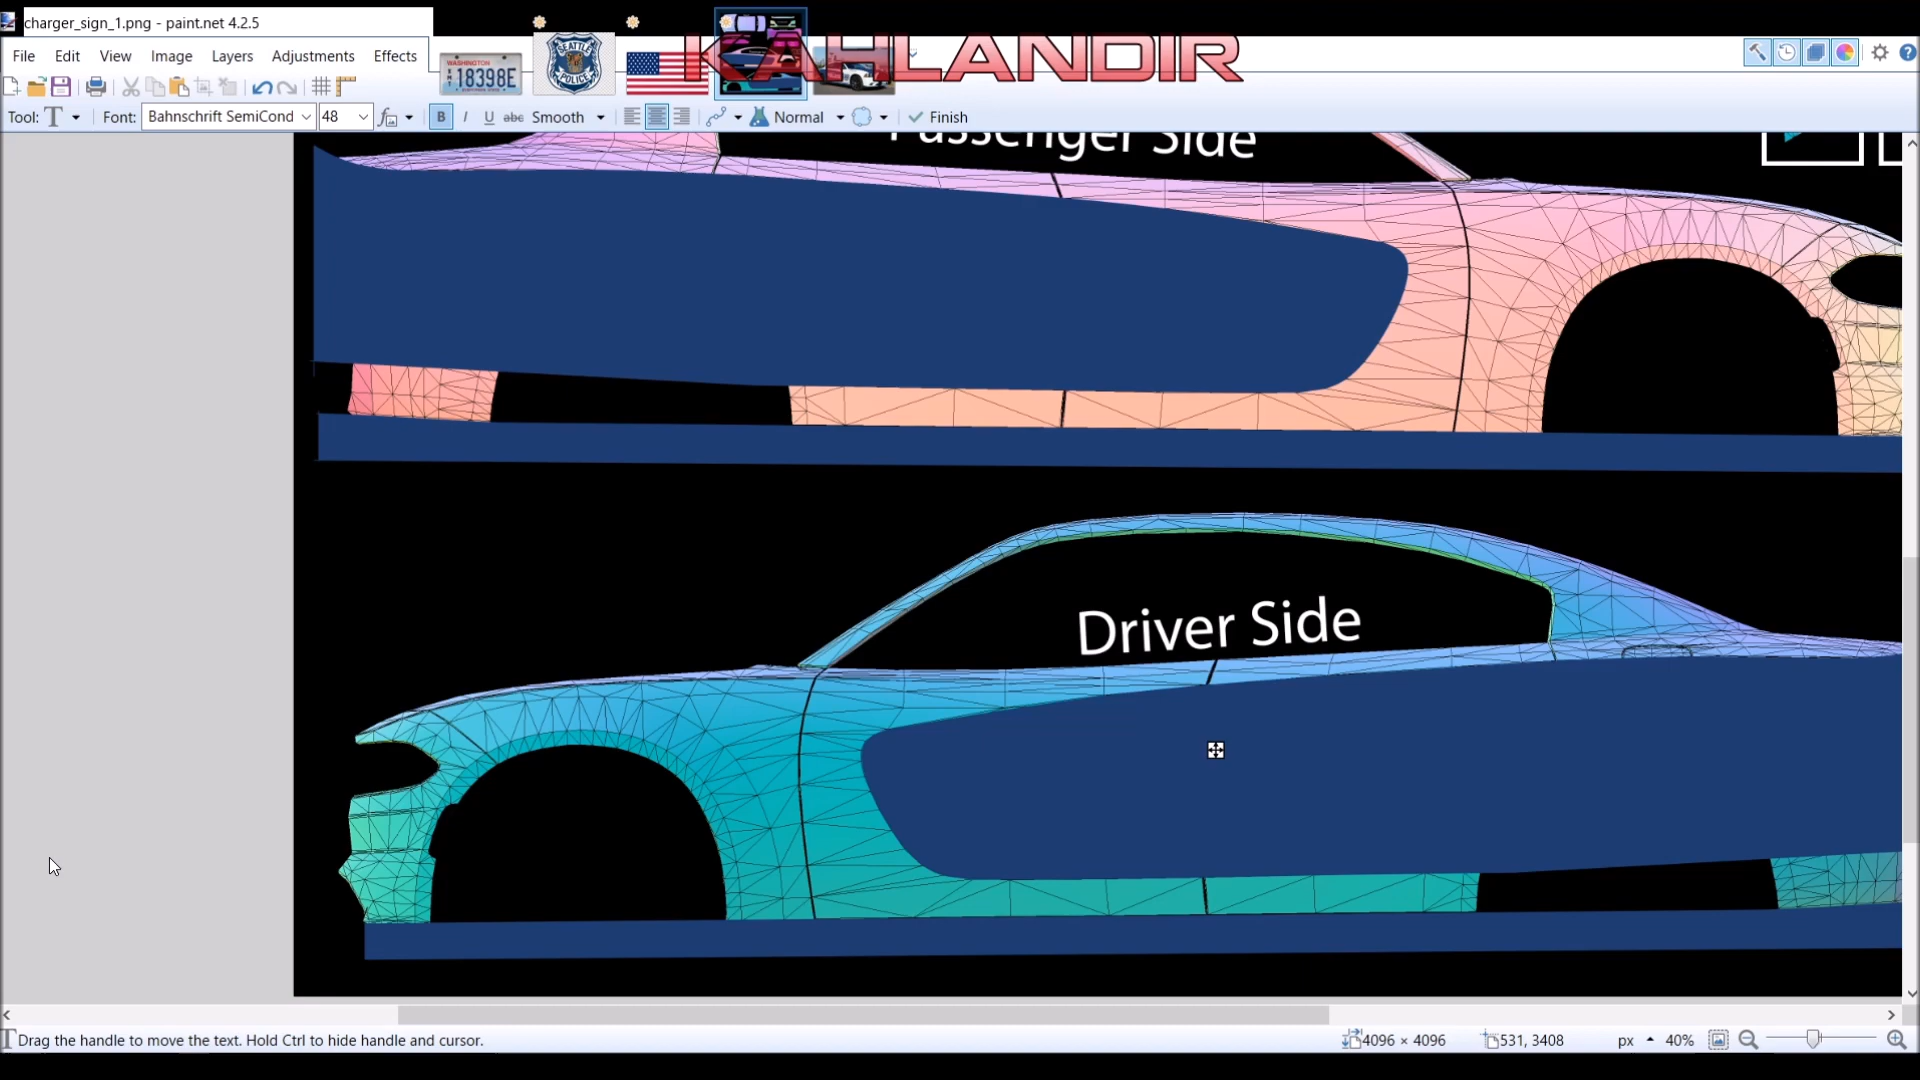 charger_sign_1.png - paint.net 4.2.5
File Edit View Image Layers Adjustments Effects
WASHINGTON
18398E
SEATTLE
POLICE
KAHLANDIR
Tool: T Font: Bahnschrift SemiCond 48 fx B I U abc Smooth Normal Finish
Passenger Side
Driver Side
Drag the handle to move the text. Hold Ctrl to hide handle and cursor.
4096 × 4096 531, 3408 px 40%